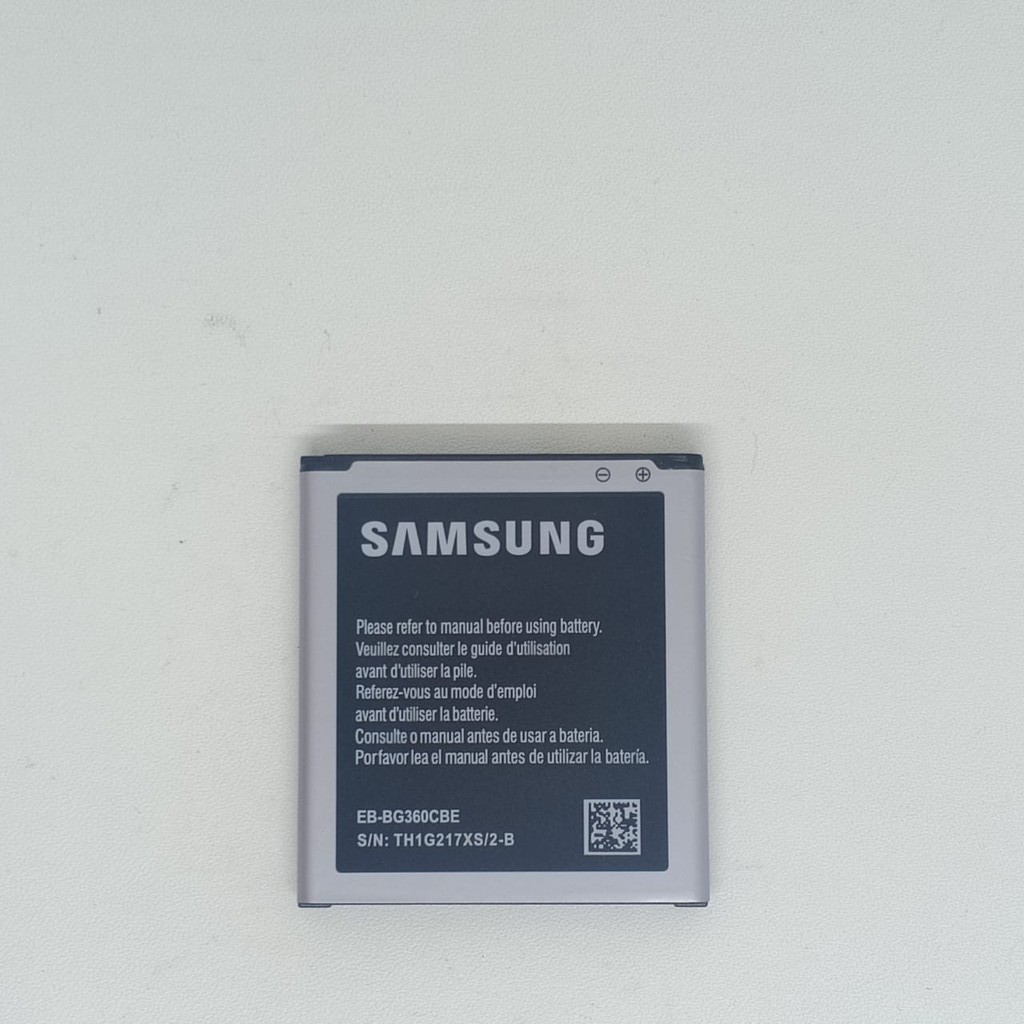 ⊖ ⊕
SAMSUNG
Please refer to manual before using battery.
Veuillez consulter le guide d'utilisation
avant d'utiliser la pile.
Referez-vous au mode d'emploi
avant d'utiliser la batterie.
Consulte o manual antes de usar a bateria.
Porfavor lea el manual antes de utilizar la batería.
EB-BG360CBE
S/N: TH1G217XS/2-B